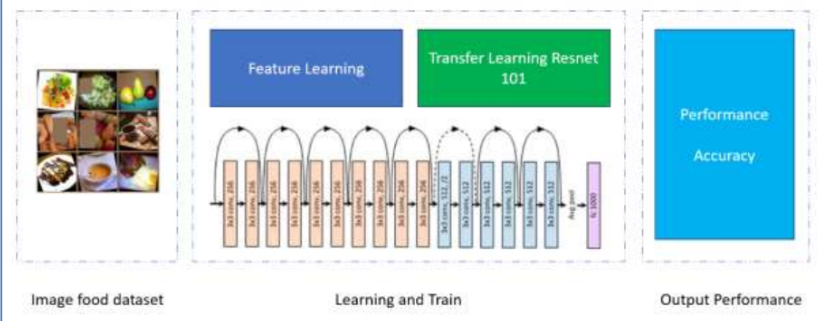 Feature Learning
Transfer Learning Resnet
101
3x3 conv, 256
3x3 conv, 256
3x3 conv, 256
3x3 conv, 256
3x3 conv, 256
3x3 conv, 256
3x3 conv, 256
3x3 conv, 256
3x3 conv, 256
3x3 conv, 256
3x3 conv, 512, /2
3x3 conv, 512
3x3 conv, 512
3x3 conv, 512
3x3 conv, 512
3x3 conv, 512
Avg pool
fc 1000
Performance
Accuracy
Image food dataset
Learning and Train
Output Performance